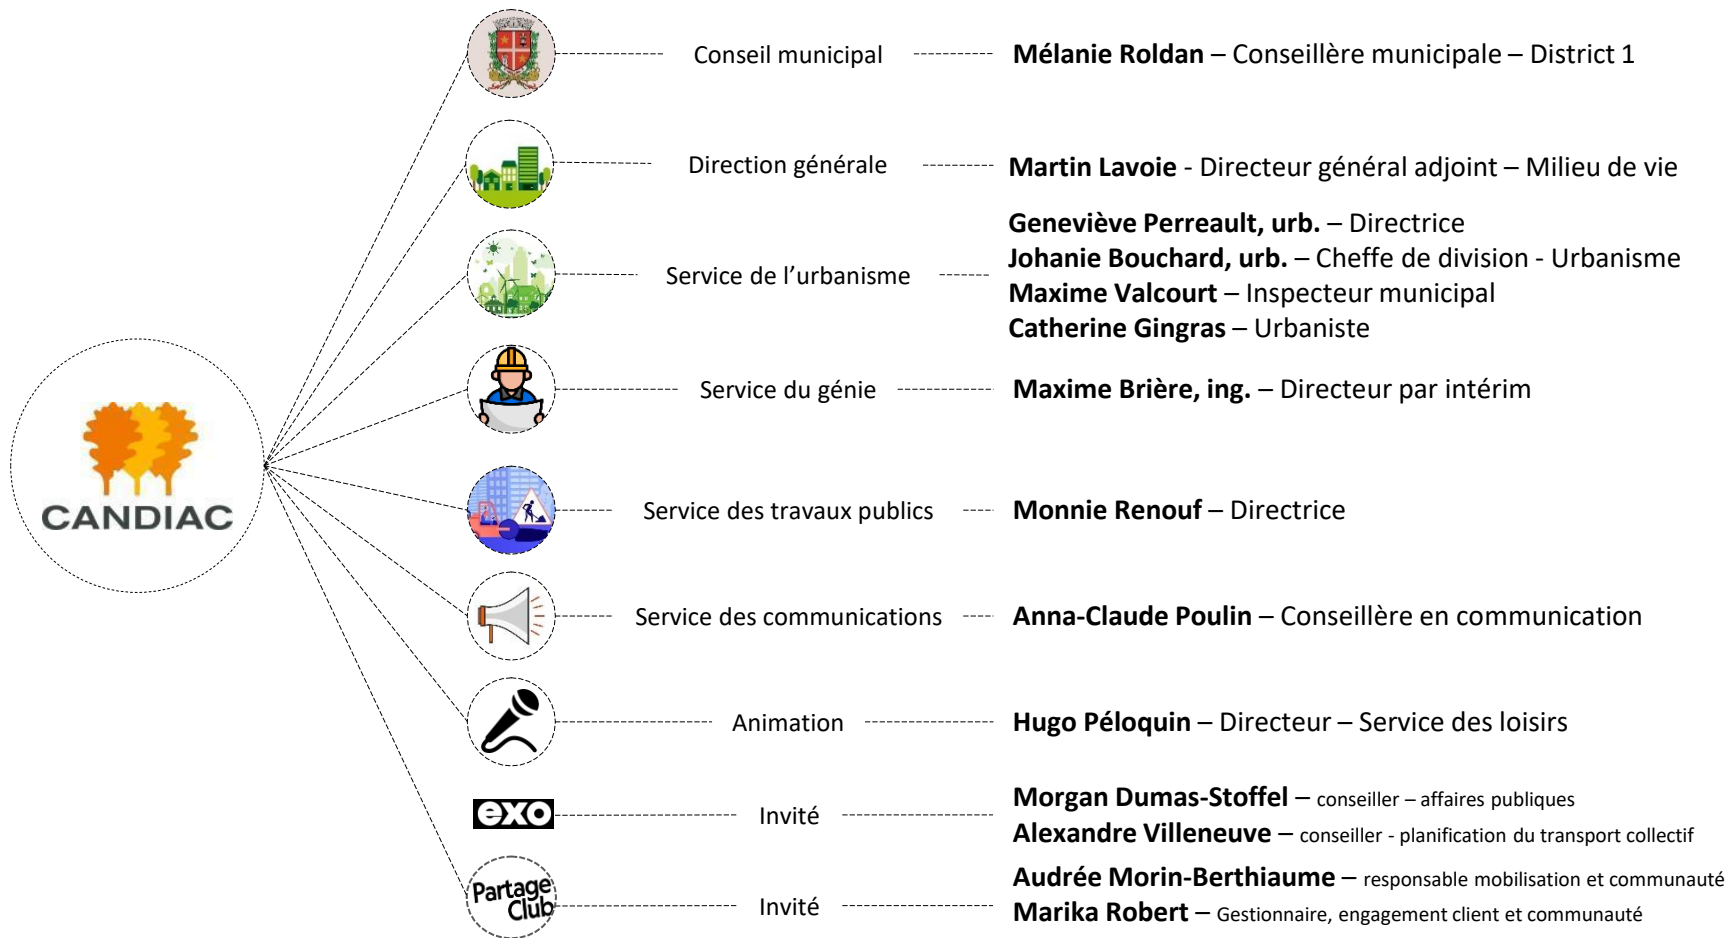 Conseil municipal
Mélanie Roldan – Conseillère municipale – District 1
Direction générale
Martin Lavoie - Directeur général adjoint – Milieu de vie
Service de l’urbanisme
Geneviève Perreault, urb. – Directrice
Johanie Bouchard, urb. – Cheffe de division - Urbanisme
Maxime Valcourt – Inspecteur municipal
Catherine Gingras – Urbaniste
Service du génie
Maxime Brière, ing. – Directeur par intérim
CANDIAC
Service des travaux publics
Monnie Renouf – Directrice
Service des communications
Anna-Claude Poulin – Conseillère en communication
Animation
Hugo Péloquin – Directeur – Service des loisirs
exo
Invité
Morgan Dumas-Stoffel – conseiller – affaires publiques
Alexandre Villeneuve – conseiller - planification du transport collectif
Partage
Club
Invité
Audrée Morin-Berthiaume – responsable mobilisation et communauté
Marika Robert – Gestionnaire, engagement client et communauté